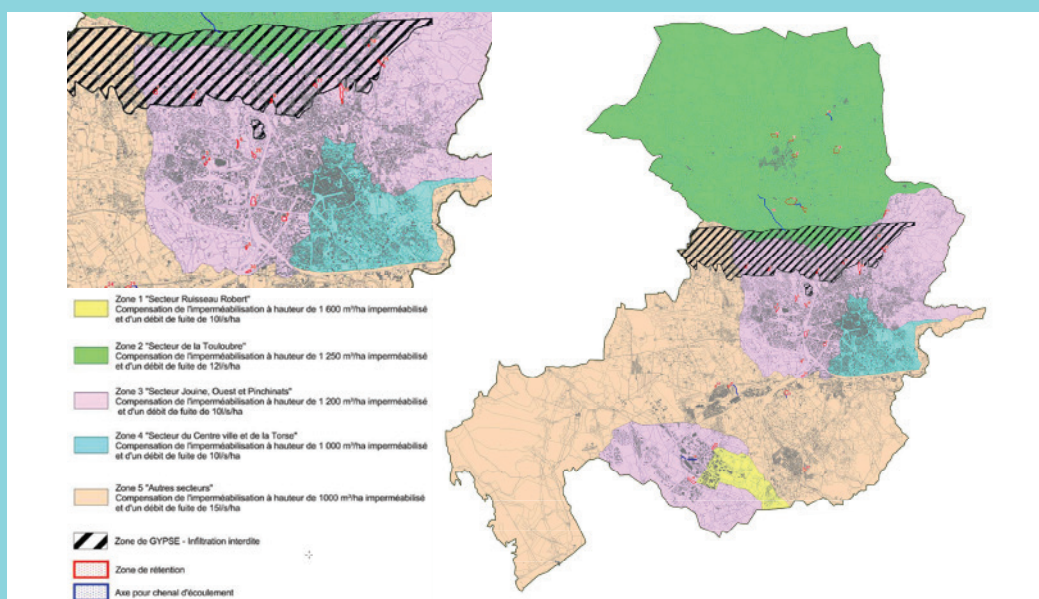 Zone 1 "Secteur Ruisseau Robert"
Compensation de l'imperméabilisation à hauteur de 1 600 m³/ha imperméabilisé
et d'un débit de fuite de 10l/s/ha
Zone 2 "Secteur de la Touloubre"
Compensation de l'imperméabilisation à hauteur de 1 250 m³/ha imperméabilisé
et d'un débit de fuite de 12l/s/ha
Zone 3 "Secteur Jouine, Ouest et Pinchinats"
Compensation de l'imperméabilisation à hauteur de 1 200 m³/ha imperméabilisé
et d'un débit de fuite de 10l/s/ha
Zone 4 "Secteur du Centre ville et de la Torse"
Compensation de l'imperméabilisation à hauteur de 1 000 m³/ha imperméabilisé
et d'un débit de fuite de 10l/s/ha
Zone 5 "Autres secteurs"
Compensation de l'imperméabilisation à hauteur de 1000 m³/ha imperméabilisé
et d'un débit de fuite de 15l/s/ha
Zone de GYPSE - Infiltration interdite
Zone de rétention
Axe pour chenal d'écoulement